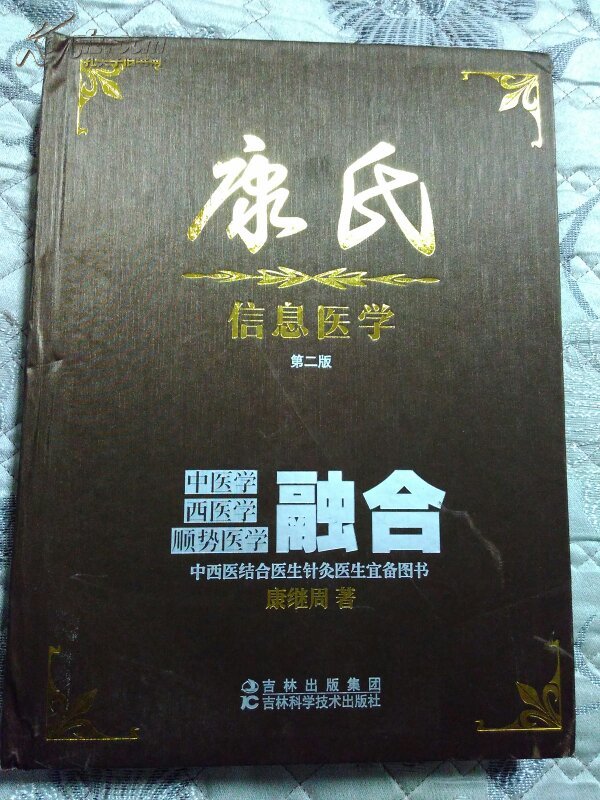 康氏
信息医学
第二版
中医学
西医学
顺势医学
融合
中西医结合医生针灸医生宜备图书
康继周 著
吉林出版集团
吉林科学技术出版社